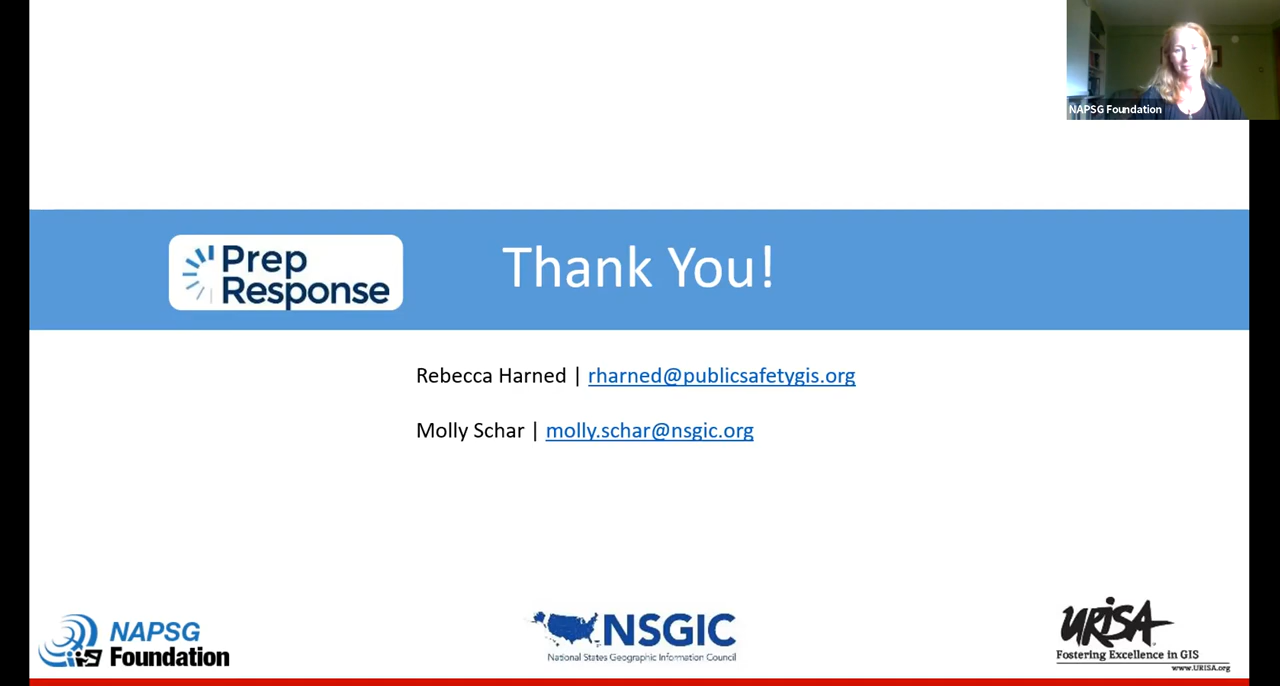 NAPSG Foundation
Prep
Response
Thank You!
Rebecca Harned | rharned@publicsafetygis.org
Molly Schar | molly.schar@nsgic.org
NAPSG
Foundation
NSGIC
National States Geographic Information Council
URISA
Fostering Excellence in GIS
www.URISA.org